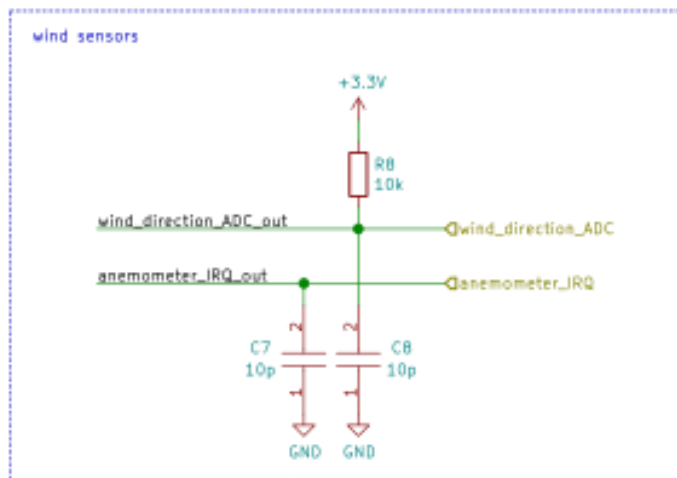 wind sensors
+3.3V
R8
10k
wind_direction_ADC_out
wind_direction_ADC
anemometer_IRQ_out
anemometer_IRQ
2
2
C7
C8
10p
10p
1
1
GND
GND